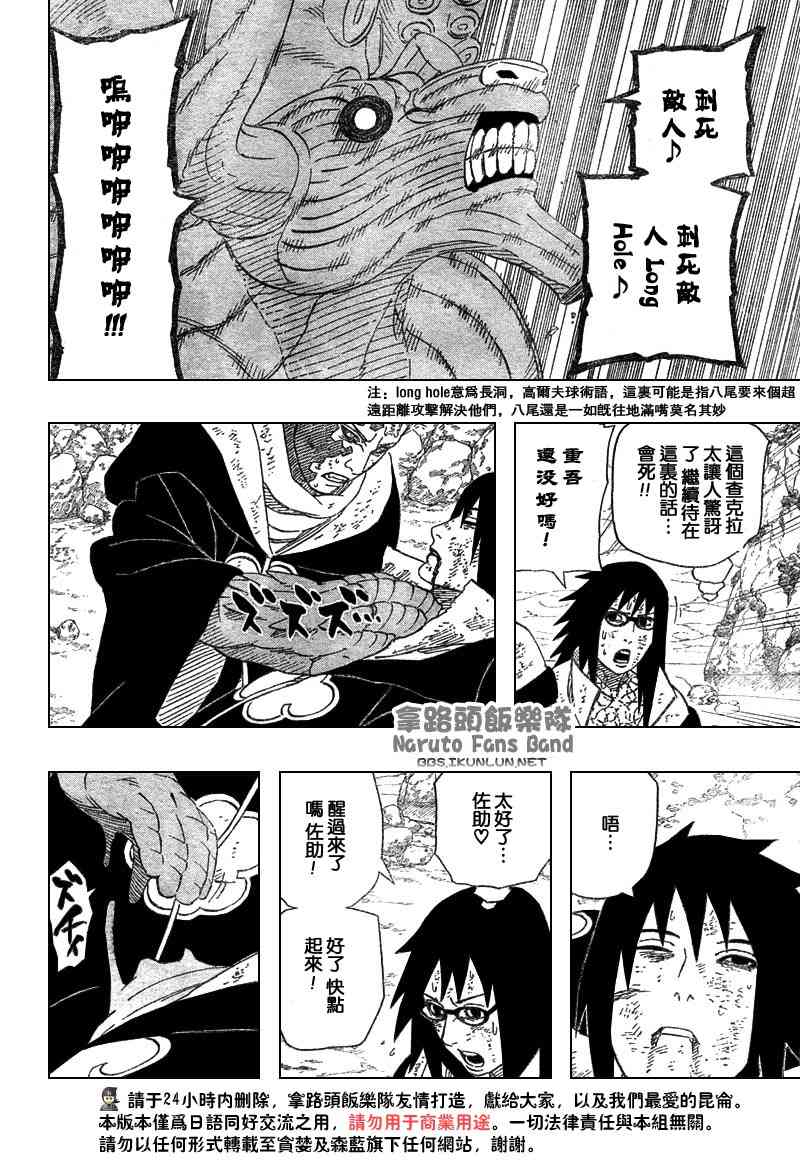 刺死
敵人♪
刺死敵
人 Long
Hole♪
嗚呷呷呷呷呷呷!!!
注：long hole意為長洞，高爾夫球術語，這裏可能是指八尾要來個超
遠距離攻擊解決他們，八尾還是一如既往地滿嘴莫名其妙
這個查克拉
太讓人驚訝
了 繼續待在
這裏的話…
會死!!
重吾
還没好嗎！
ズズズ…
拿路頭飯樂隊
Naruto Fans Band
BBS.IKUNLUN.NET
唔…
太好了…
佐助♡
醒過來了
嗎 佐助！
好了 快點
起來！
ズチィ
請于24小時内删除，拿路頭飯樂隊友情打造，獻給大家，以及我們最愛的昆侖。
本版本僅爲日語同好交流之用，請勿用于商業用途。一切法律責任與本組無關。
請勿以任何形式轉載至貪婪及森藍旗下任何網站，謝謝。